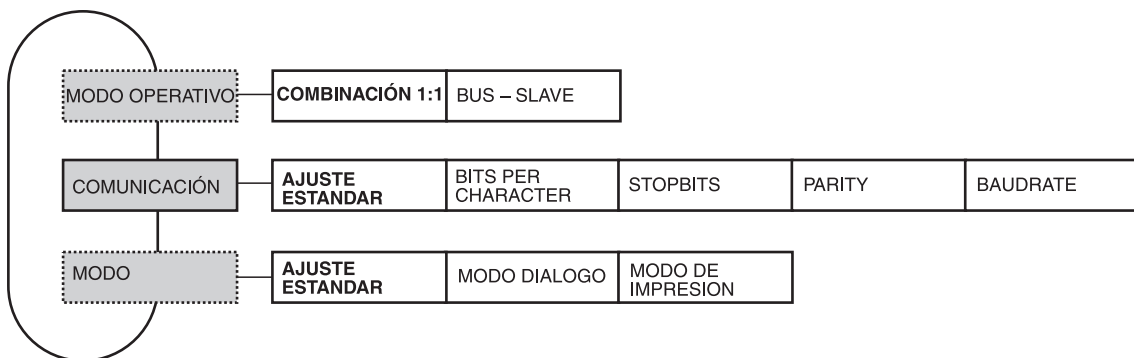 MODO OPERATIVO
COMBINACIÓN 1:1
BUS – SLAVE
COMUNICACIÓN
AJUSTE
ESTANDAR
BITS PER
CHARACTER
STOPBITS
PARITY
BAUDRATE
MODO
AJUSTE
ESTANDAR
MODO DIALOGO
MODO DE
IMPRESION